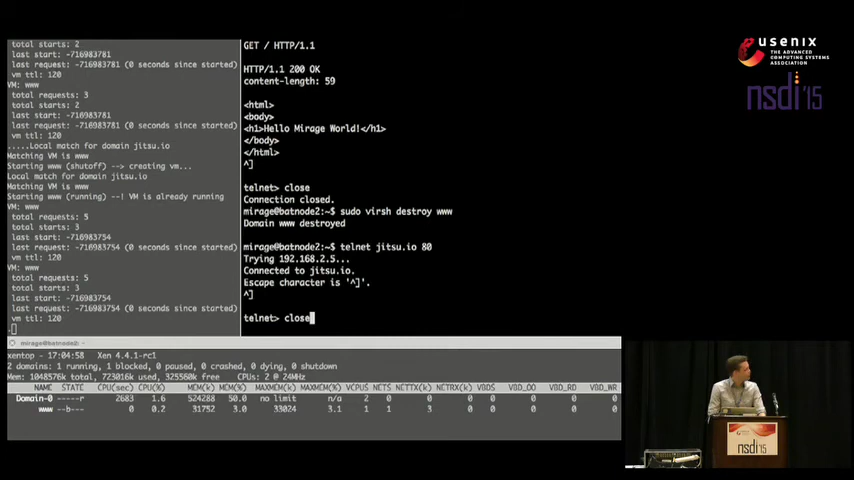 total starts: 2
last start: -716983781
last request: -716983781 (0 seconds since started)
vm ttl: 120
VM: www
total requests: 3
total starts: 2
last start: -716983781
last request: -716983781 (0 seconds since started)
vm ttl: 120
.....Local match for domain jitsu.io
Matching VM is www
Starting www (shutoff) --> creating vm...
Local match for domain jitsu.io
Matching VM is www
Starting www (running) --! VM is already running
VM: www
total requests: 5
total starts: 3
last start: -716983754
last request: -716983754 (0 seconds since started)
VM: www
total requests: 5
total starts: 3
last start: -716983754
last request: -716983754 (0 seconds since started)
vm ttl: 120
.
GET / HTTP/1.1
HTTP/1.1 200 OK
content-length: 59
<html>
<body>
<h1>Hello Mirage World!</h1>
</body>
</html>
^]
telnet> close
Connection closed.
mirage@batnode2:~$ sudo virsh destroy www
Domain www destroyed
mirage@batnode2:~$ telnet jitsu.io 80
Trying 192.168.2.5...
Connected to jitsu.io.
Escape character is '^]'.
^]
telnet> close
mirage@batnode2: ~
xentop - 17:04:58 Xen 4.4.1-rc1
2 domains: 1 running, 1 blocked, 0 paused, 0 crashed, 0 dying, 0 shutdown
Mem: 1048576k total, 723016k used, 325560k free CPUs: 2 @ 24MHz
NAME STATE CPU(sec) CPU(%) MEM(k) MEM(%) MAXMEM(k) MAXMEM(%) VCPUS NETS NETTX(k) NETRX(k) VBDS VBD_OO VBD_RD VBD_WR
Domain-0 -----r 2683 1.6 524288 50.0 no limit n/a 2 0 0 0 0 0 0 0
www --b--- 0 0.2 31752 3.0 33024 3.1 1 1 3 0 0 0 0 0
usenix
THE ADVANCED
COMPUTING SYSTEMS
ASSOCIATION
nsdi '15
nsdi '15